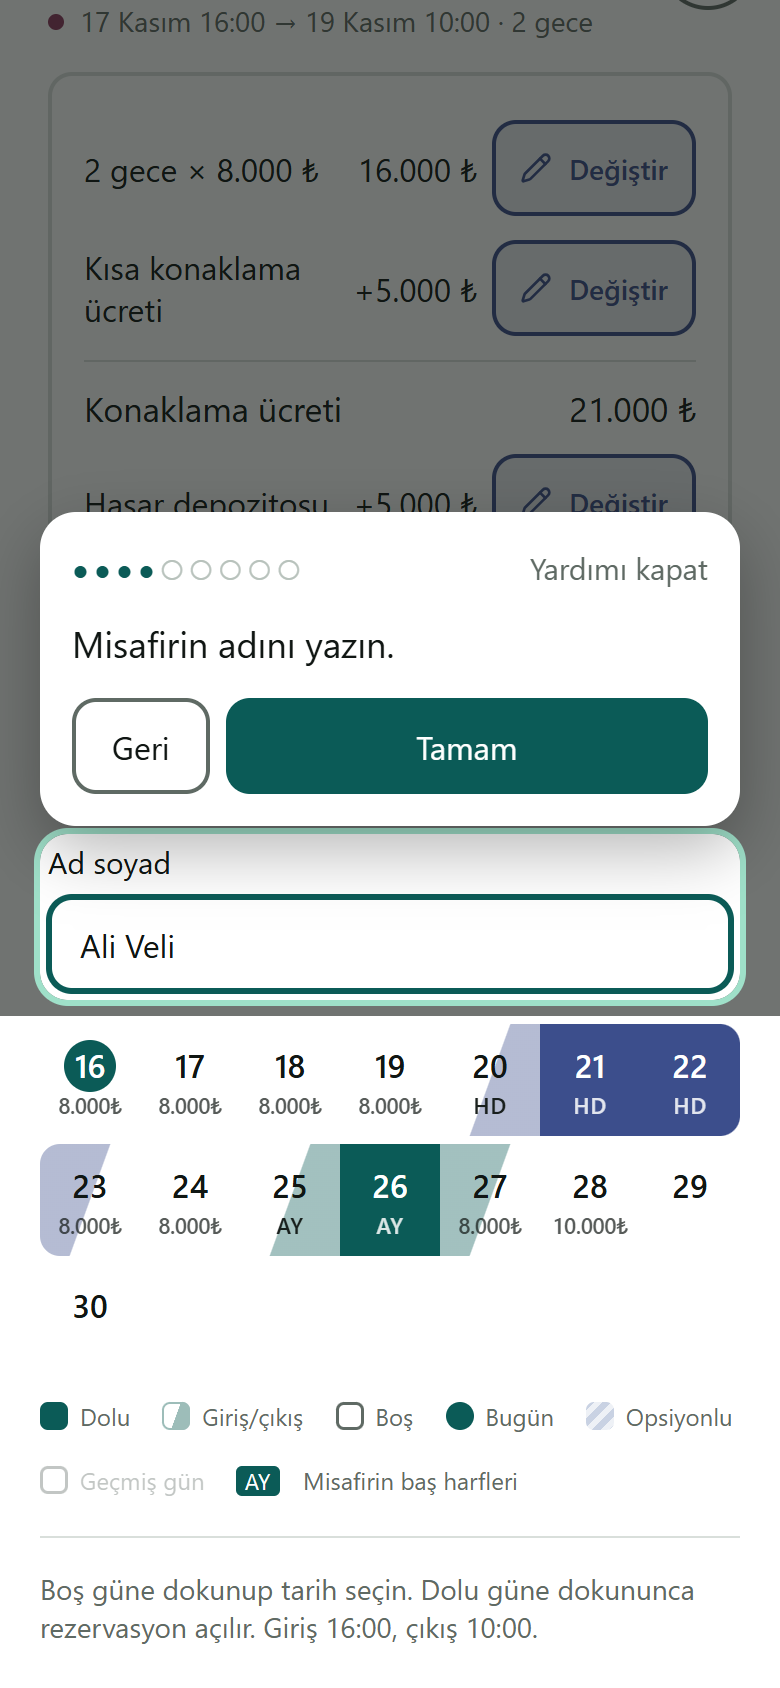 17 Kasım 16:00 → 19 Kasım 10:00 · 2 gece
2 gece × 8.000 ₺ 16.000 ₺ Değiştir
Kısa konaklama
ücreti +5.000 ₺ Değiştir
Konaklama ücreti 21.000 ₺
Hasar depozitosu +5.000 ₺ Değiştir
Yardımı kapat
Misafirin adını yazın.
Geri Tamam
Ad soyad
Ali Veli
16 17 18 19 20 21 22
8.000₺ 8.000₺ 8.000₺ 8.000₺ HD HD HD
23 24 25 26 27 28 29
8.000₺ 8.000₺ AY AY 8.000₺ 10.000₺
30
Dolu Giriş/çıkış Boş Bugün Opsiyonlu
Geçmiş gün AY Misafirin baş harfleri
Boş güne dokunup tarih seçin. Dolu güne dokununca
rezervasyon açılır. Giriş 16:00, çıkış 10:00.